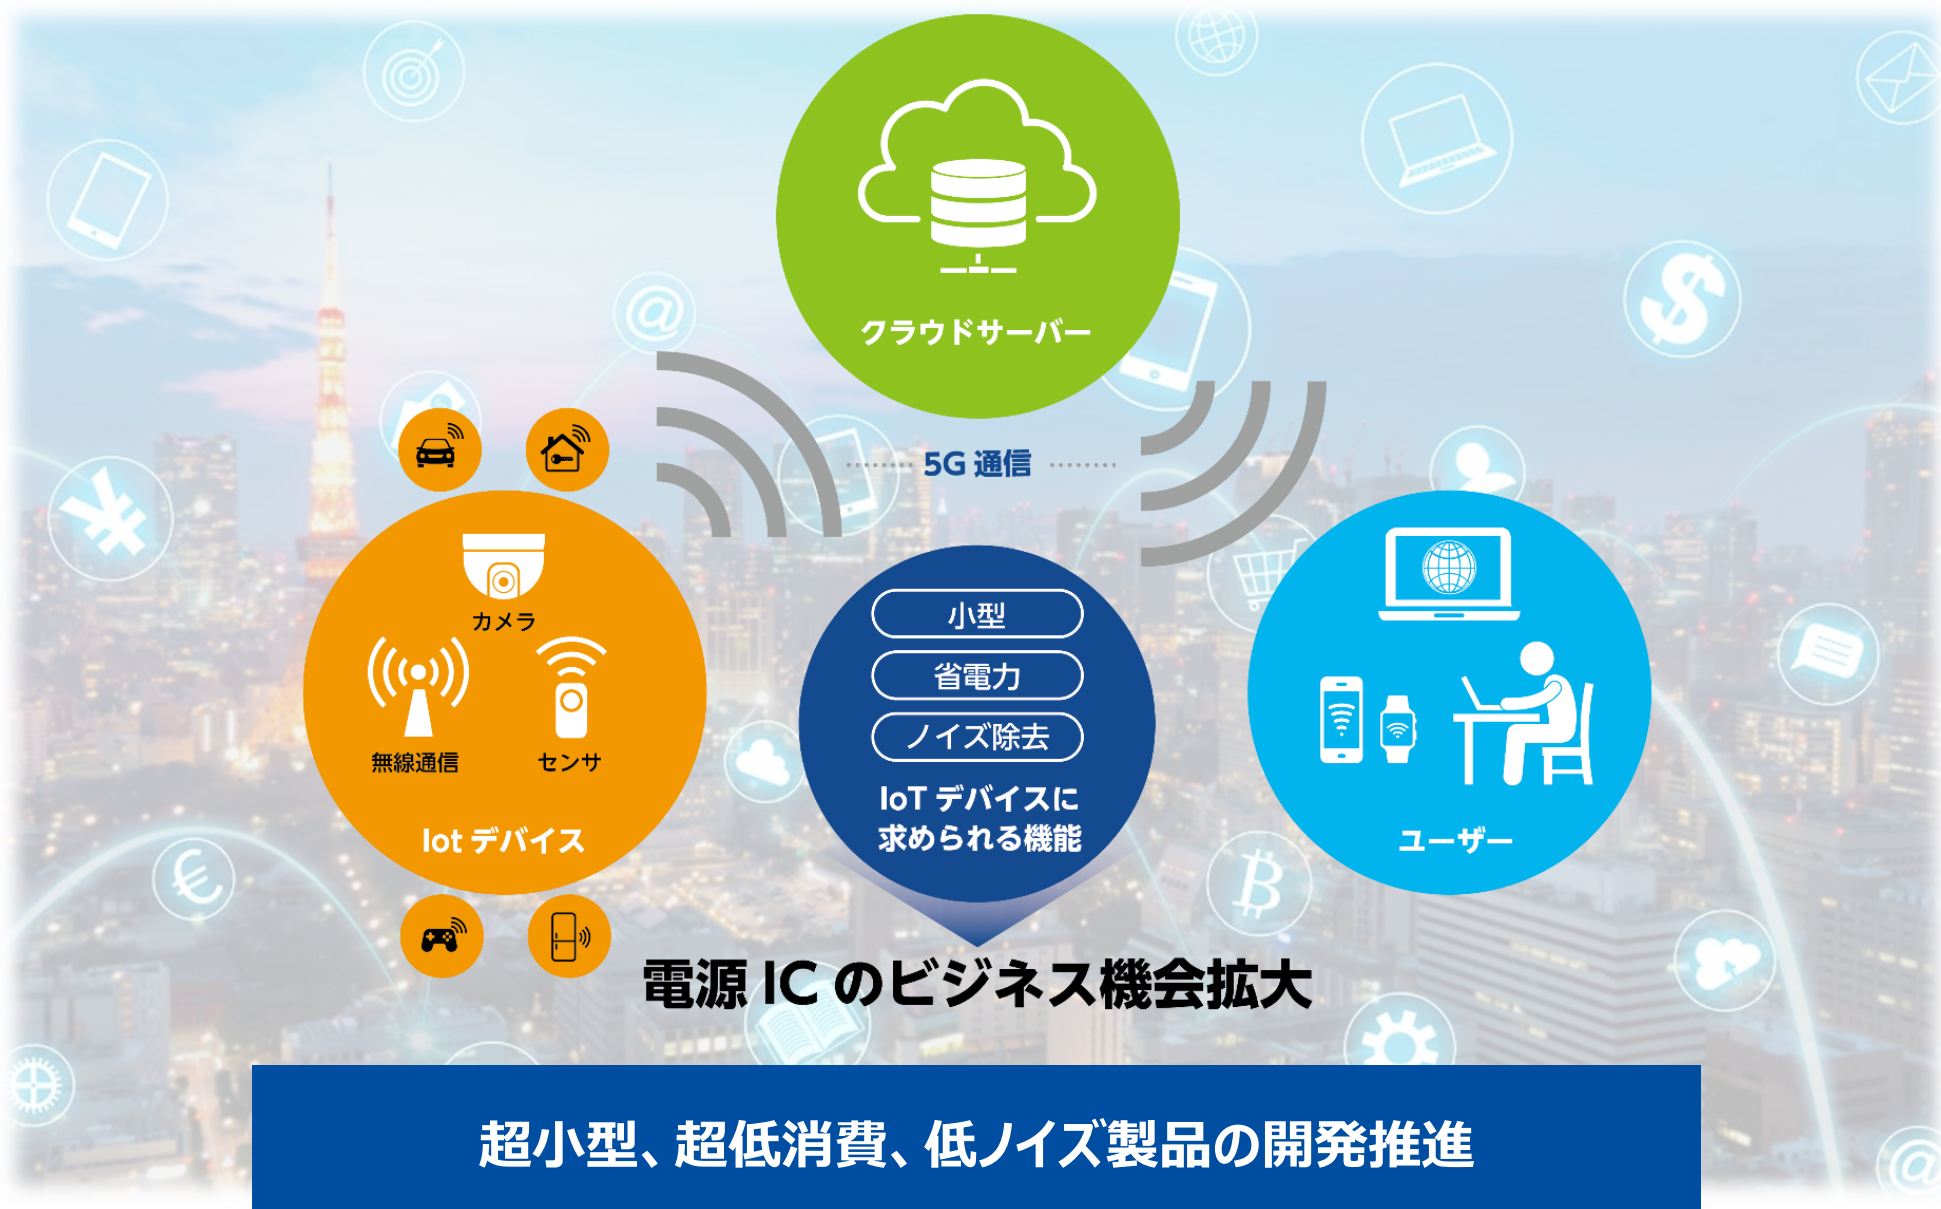 クラウドサーバー
5G 通信
カメラ
無線通信
センサ
Iot デバイス
小型
省電力
ノイズ除去
IoT デバイスに
求められる機能
ユーザー
電源 IC のビジネス機会拡大
超小型、超低消費、低ノイズ製品の開発推進